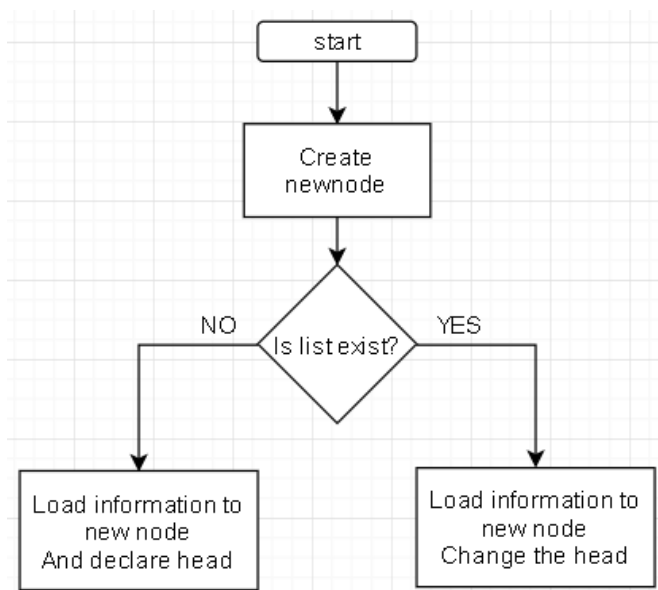 start
Create
newnode
NO
YES
Is list exist?
Load information to
new node
And declare head
Load information to
new node
Change the head